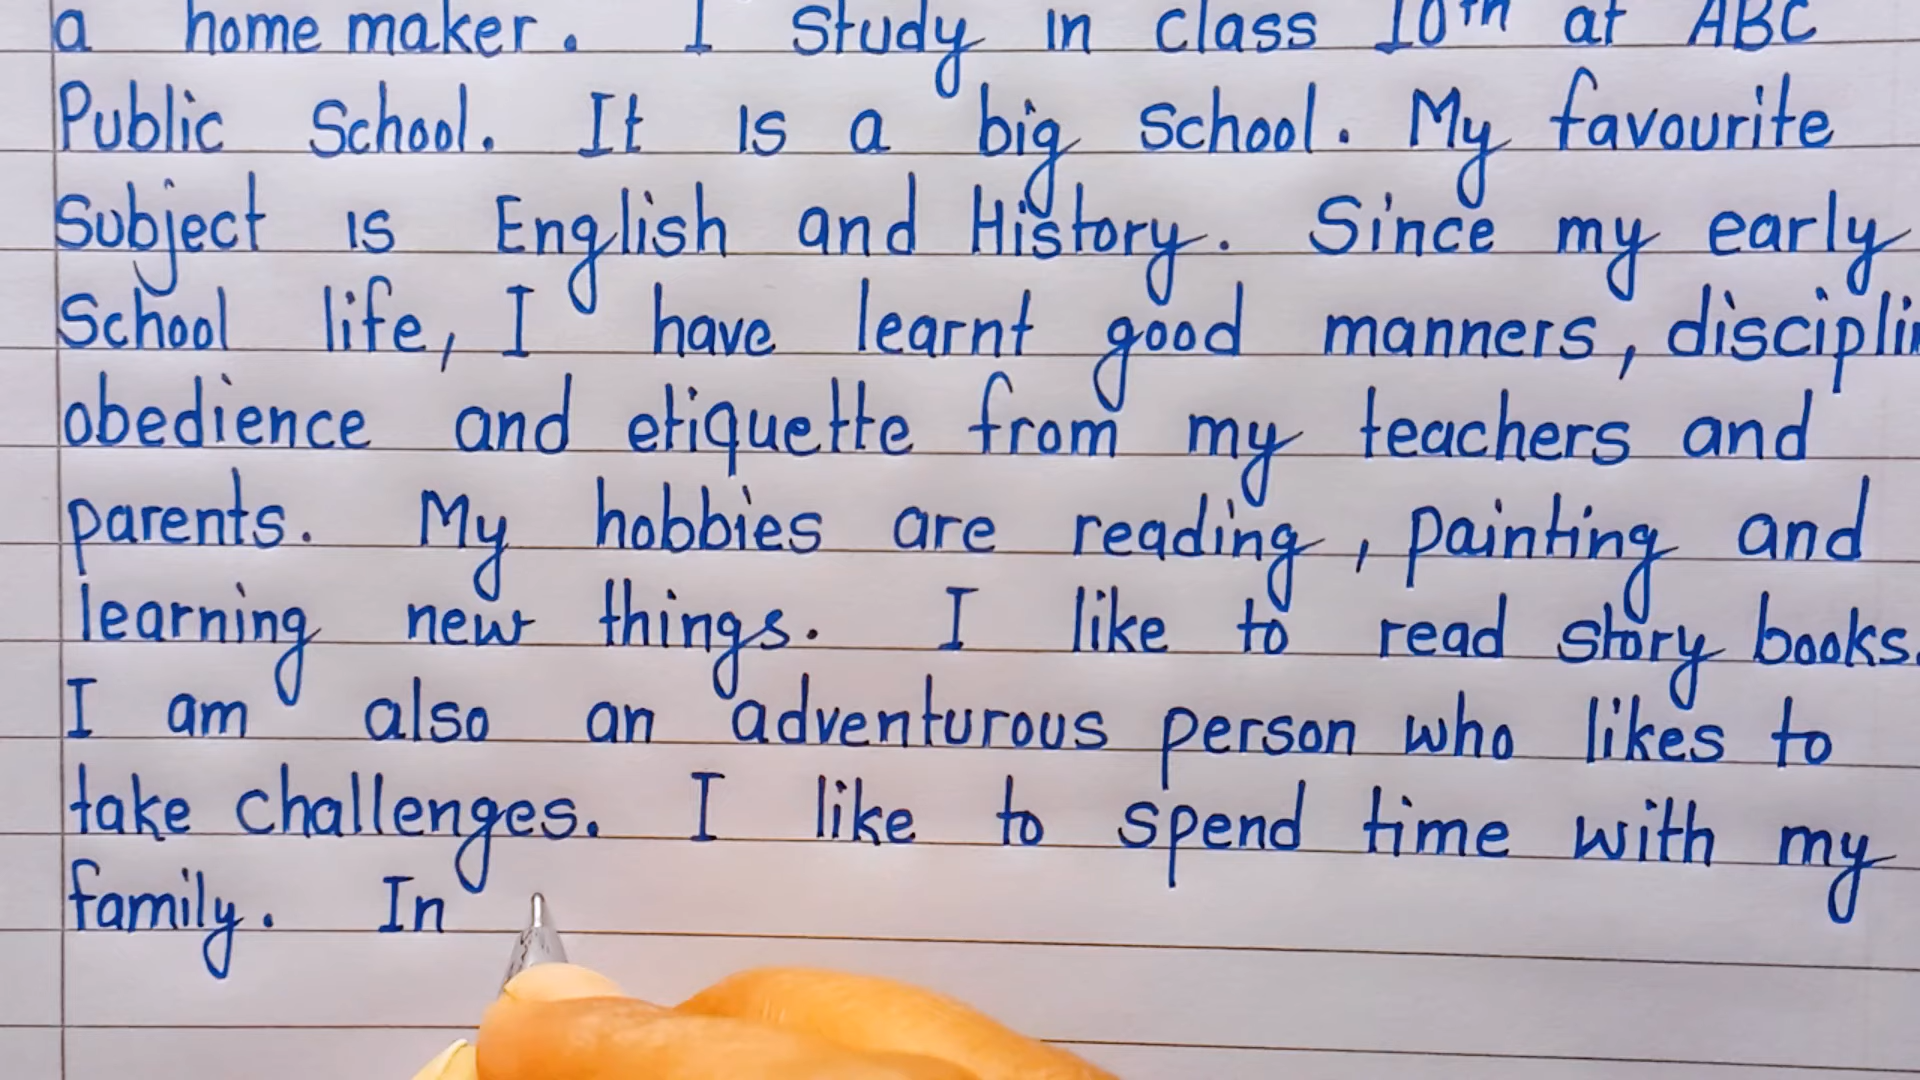 a home maker. I study in class 10th at ABC
Public School. It is a big school. My favourite
Subject is English and History. Since my early
School life, I have learnt good manners, disciplin
obedience and etiquette from my teachers and
parents. My hobbies are reading, painting and
learning new things. I like to read story books.
I am also an adventurous person who likes to
take challenges. I like to spend time with my
family. In